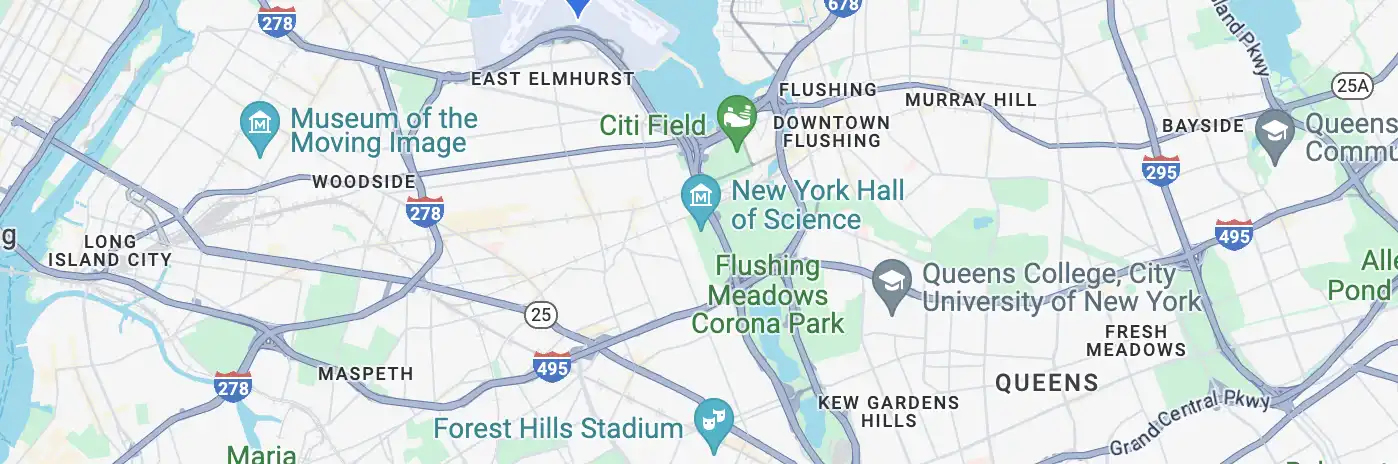 278
678
Island Pkwy
EAST ELMHURST
FLUSHING
25A
MURRAY HILL
Museum of the
Moving Image
Citi Field
DOWNTOWN
FLUSHING
BAYSIDE
Queens
Commu
WOODSIDE
295
New York Hall
of Science
278
g
LONG
ISLAND CITY
495
Flushing
Meadows
Corona Park
Queens College, City
University of New York
Alle
Pond
25
FRESH
MEADOWS
495
278
MASPETH
QUEENS
KEW GARDENS
HILLS
Grand Central Pkwy
Forest Hills Stadium
Maria